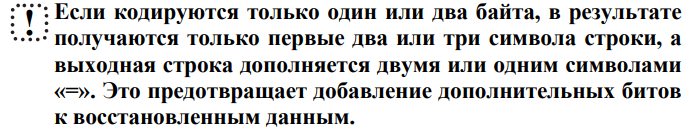 Если кодируются только один или два байта, в результате
получаются только первые два или три символа строки, а
выходная строка дополняется двумя или одним символами
«=». Это предотвращает добавление дополнительных битов
к восстановленным данным.